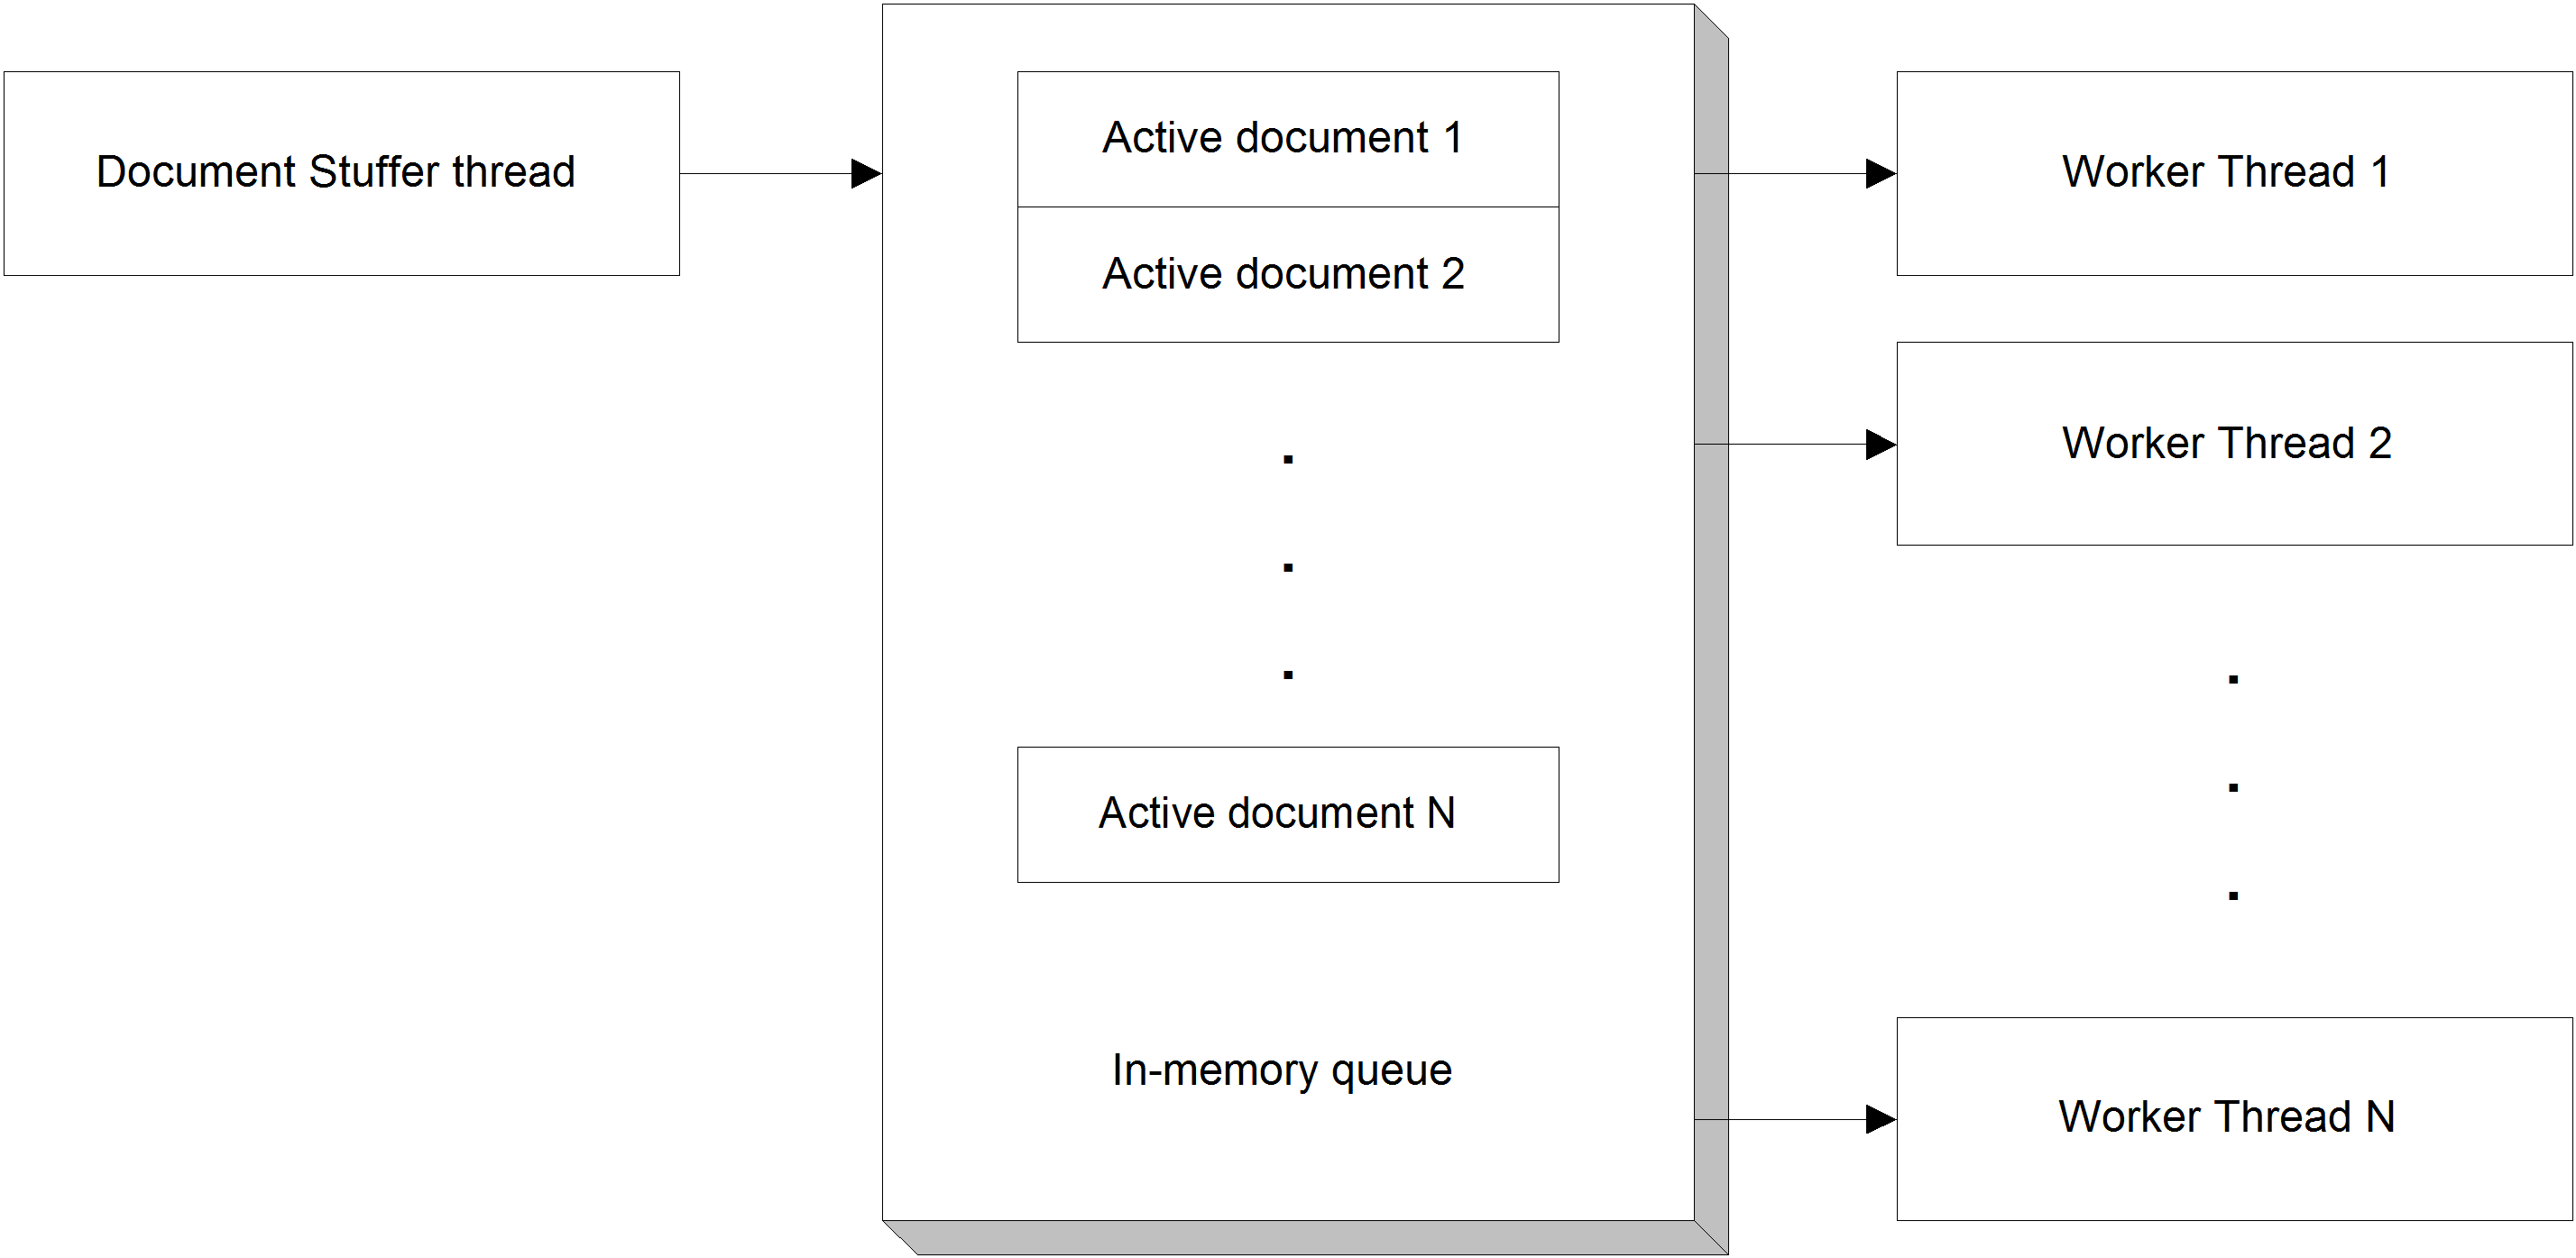 Document Stuffer thread
Active document 1
Active document 2
Active document N
In-memory queue
Worker Thread 1
Worker Thread 2
Worker Thread N